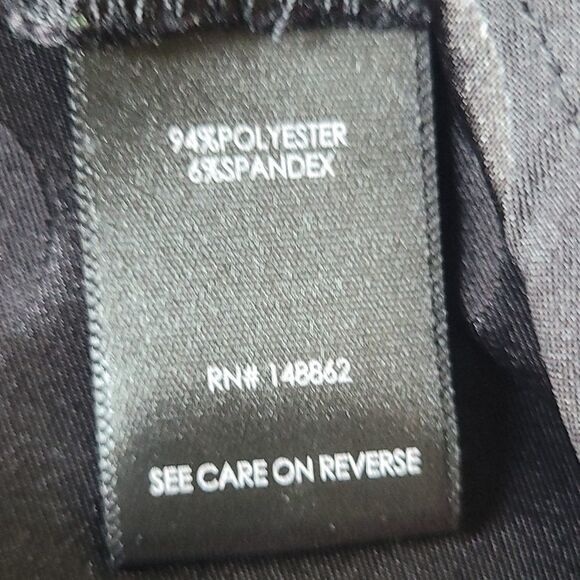 94%POLYESTER
6%SPANDEX
RN# 148862
SEE CARE ON REVERSE